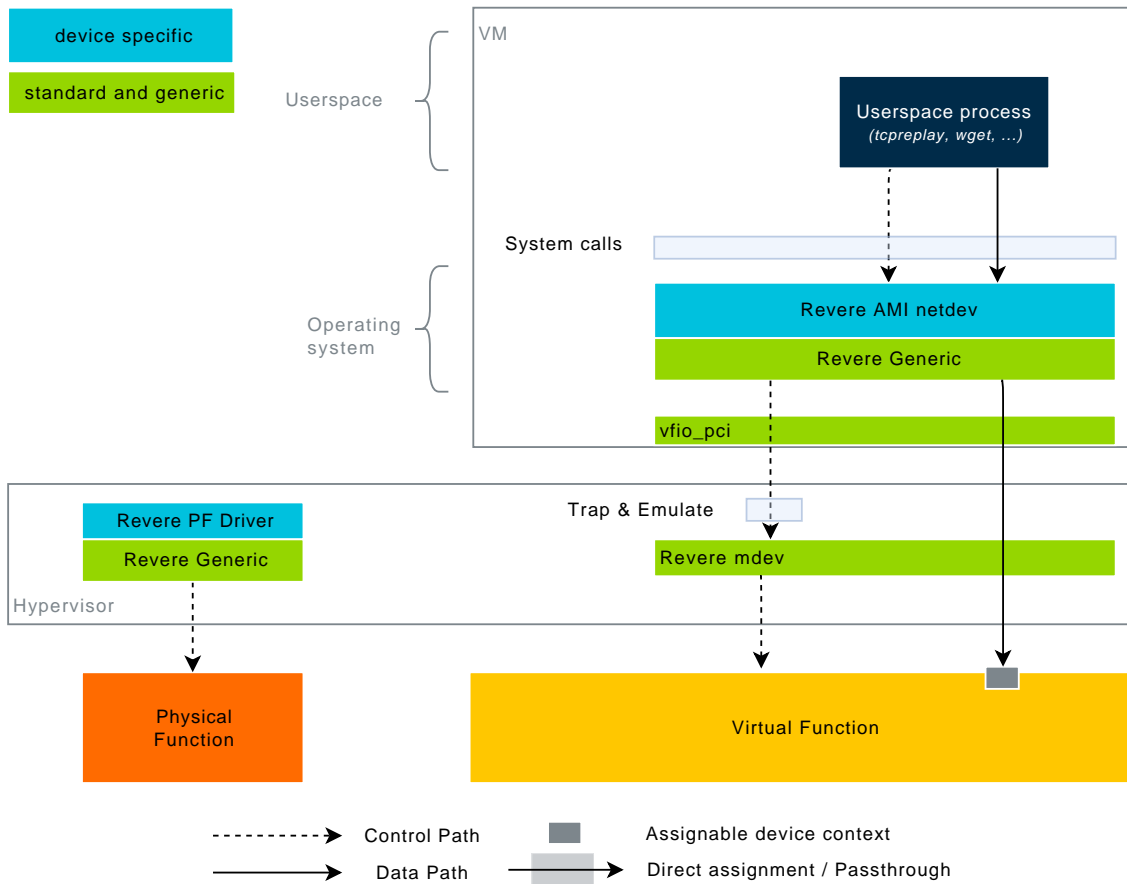 device specific
standard and generic
VM
Userspace
Userspace process
(tcpreplay, wget, ...)
System calls
Operating
system
Revere AMI netdev
Revere Generic
vfio_pci
Trap & Emulate
Revere PF Driver
Revere Generic
Revere mdev
Hypervisor
Physical
Function
Virtual Function
Control Path
Assignable device context
Data Path
Direct assignment / Passthrough